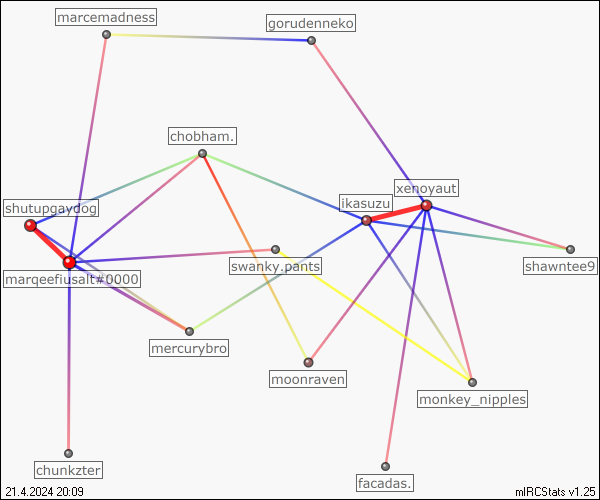 marcemadness
gorudenneko
chobham.
xenoyaut
ikasuzu
shutupgavdog
swanky.pants
shawntee9
marqeefiusalt#0000
mercurybro
moonraven
monkey_nipples
chunkzter
facadas.
21.4.2024 20:09
mIRCStats v1.25